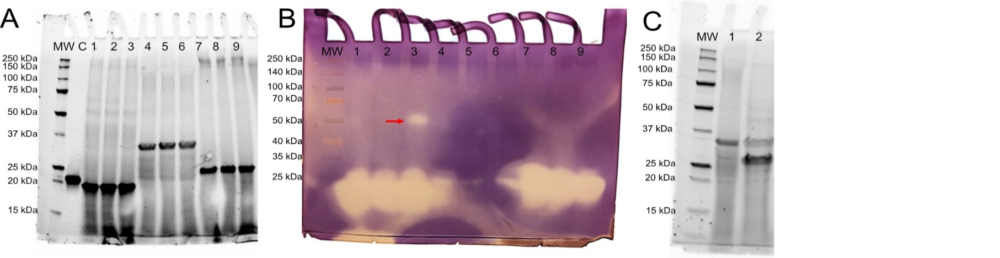 A
MW C 1 2 3 4 5 6 7 8 9
250 kDa
150 kDa
100 kDa
75 kDa
50 kDa
37 kDa
25 kDa
20 kDa
15 kDa
B
MW 1 2 3 4 5 6 7 8 9
250 kDa
140 kDa
100 kDa
70 kDa
50 kDa
40 kDa
35 kDa
25 kDa
C
MW 1 2
250 kDa
150 kDa
100 kDa
75 kDa
50 kDa
37 kDa
25 kDa
20 kDa
15 kDa